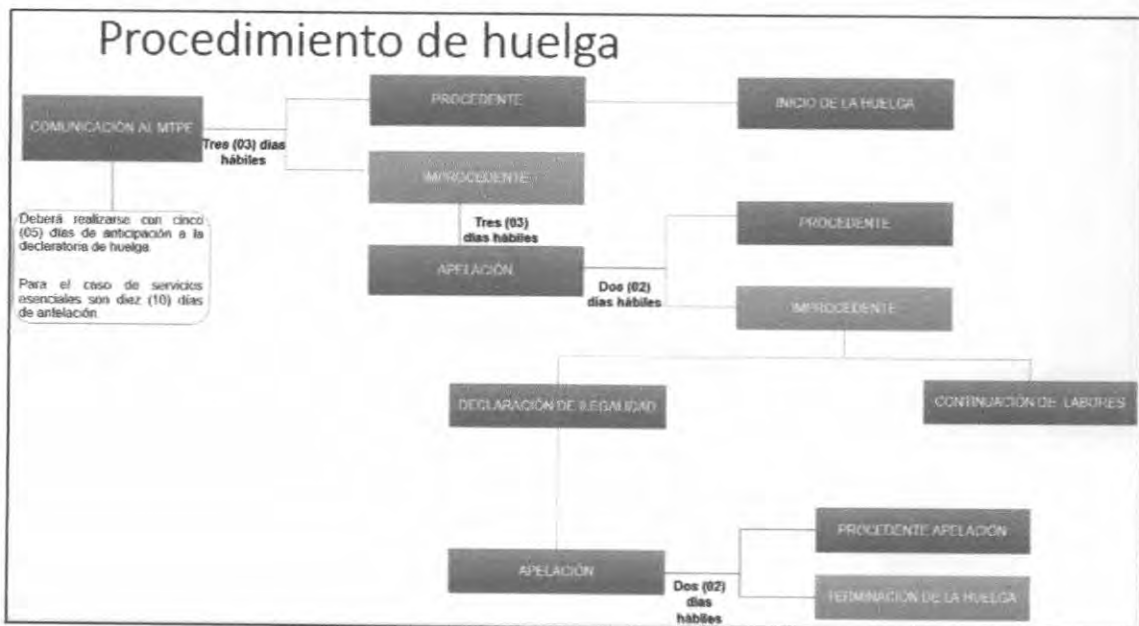 Procedimiento de huelga
COMUNICACIÓN AL MTPE
Tres (03) días
hábiles
PROCEDENTE
INICIO DE LA HUELGA
IMPROCEDENTE
Deberá realizarse con cinco
(05) días de anticipación a la
declaratoria de huelga.
Para el caso de servicios
esenciales son diez (10) días
de antelación.
Tres (03)
días hábiles
APELACIÓN
Dos (02)
días hábiles
PROCEDENTE
IMPROCEDENTE
DECLARACIÓN DE ILEGALIDAD
CONTINUACIÓN DE LABORES
APELACIÓN
Dos (02)
días
hábiles
PROCEDENTE APELACIÓN
TERMINACIÓN DE LA HUELGA